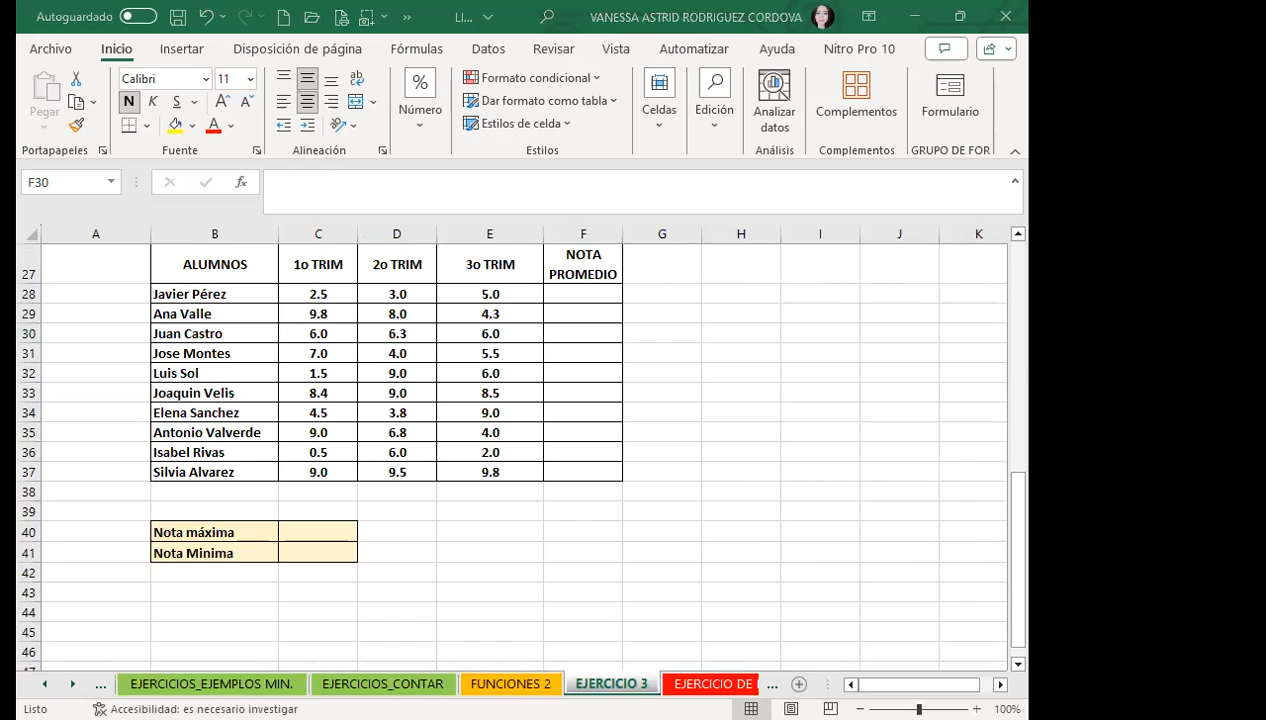 Autoguardado
»
LI...
VANESSA ASTRID RODRIGUEZ CORDOVA
Archivo Inicio Insertar Disposición de página Fórmulas Datos Revisar Vista Automatizar Ayuda Nitro Pro 10
Pegar
Portapapeles
Calibri 11
N K S A A
A
Fuente
ab
Alineación
%
Número
Formato condicional
Dar formato como tabla
Estilos de celda
Estilos
Celdas
Edición
Analizar
datos
Análisis
Complementos
Complementos
Formulario
GRUPO DE FOR
F30 fx
A B C D E F G H I J K
27 ALUMNOS 1o TRIM 2o TRIM 3o TRIM NOTA
PROMEDIO
28 Javier Pérez 2.5 3.0 5.0
29 Ana Valle 9.8 8.0 4.3
30 Juan Castro 6.0 6.3 6.0
31 Jose Montes 7.0 4.0 5.5
32 Luis Sol 1.5 9.0 6.0
33 Joaquin Velis 8.4 9.0 8.5
34 Elena Sanchez 4.5 3.8 9.0
35 Antonio Valverde 9.0 6.8 4.0
36 Isabel Rivas 0.5 6.0 2.0
37 Silvia Alvarez 9.0 9.5 9.8
38
39
40 Nota máxima
41 Nota Minima
42
43
44
45
46
47
... EJERCICIOS_EJEMPLOS MIN. EJERCICIOS_CONTAR FUNCIONES 2 EJERCICIO 3 EJERCICIO DE ...
Listo Accesibilidad: es necesario investigar 100%